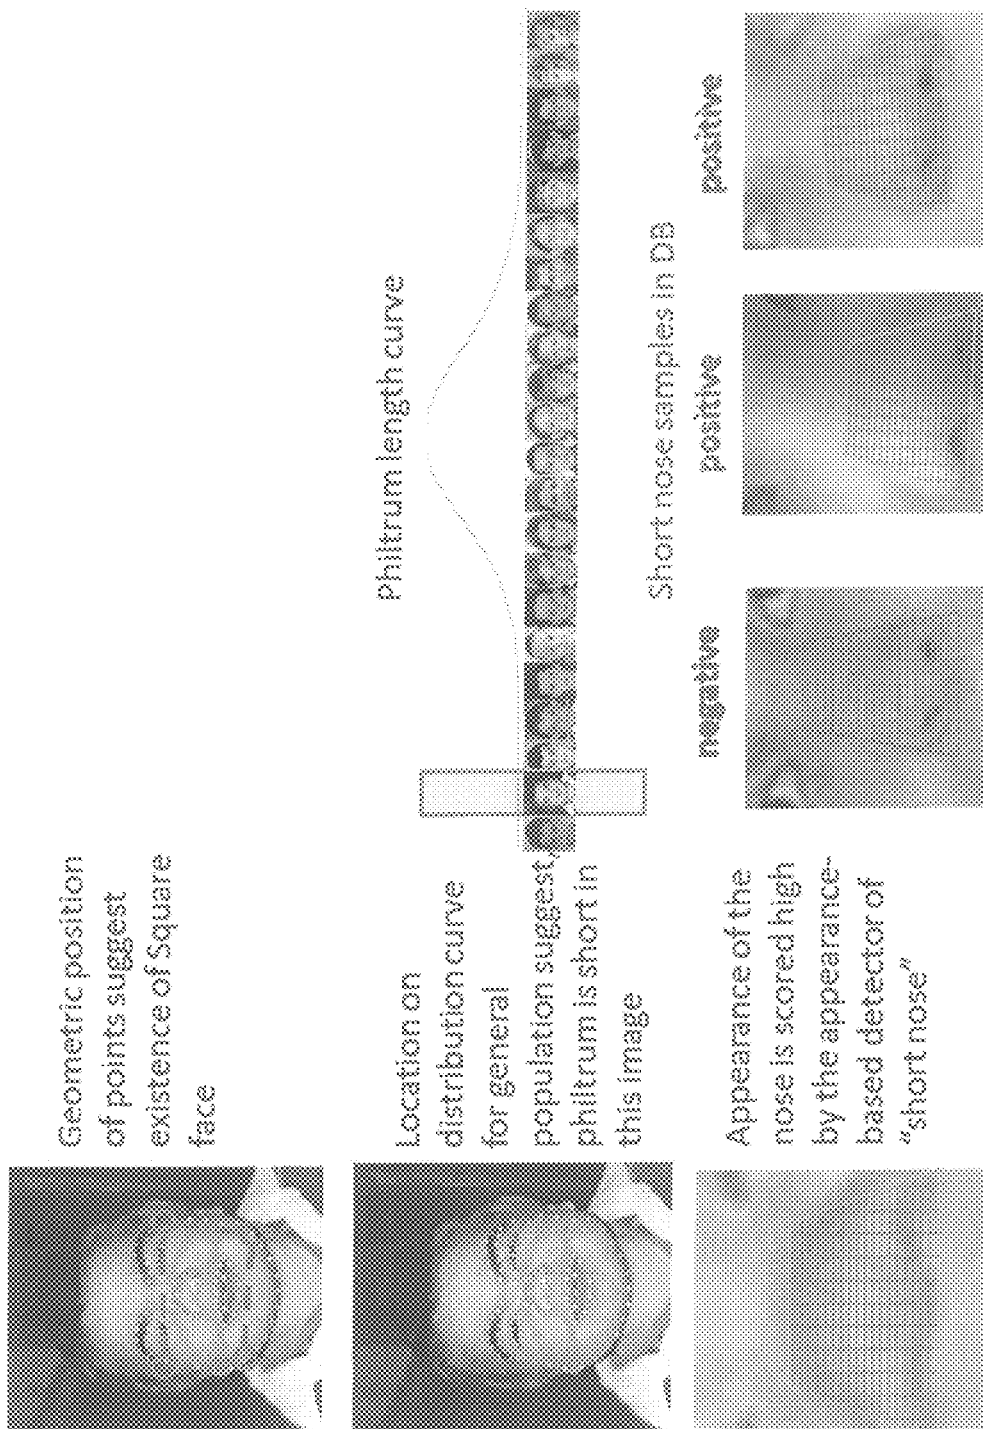 Geometric position
of points suggest
existence of Square
face
Philtrum length curve
Location on
distribution curve
for general
population suggest,
philtrum is short in
this image
Short nose samples in DB
negative
positive
positive
Appearance of the
nose is scored high
by the appearance-
based detector of
“short nose”